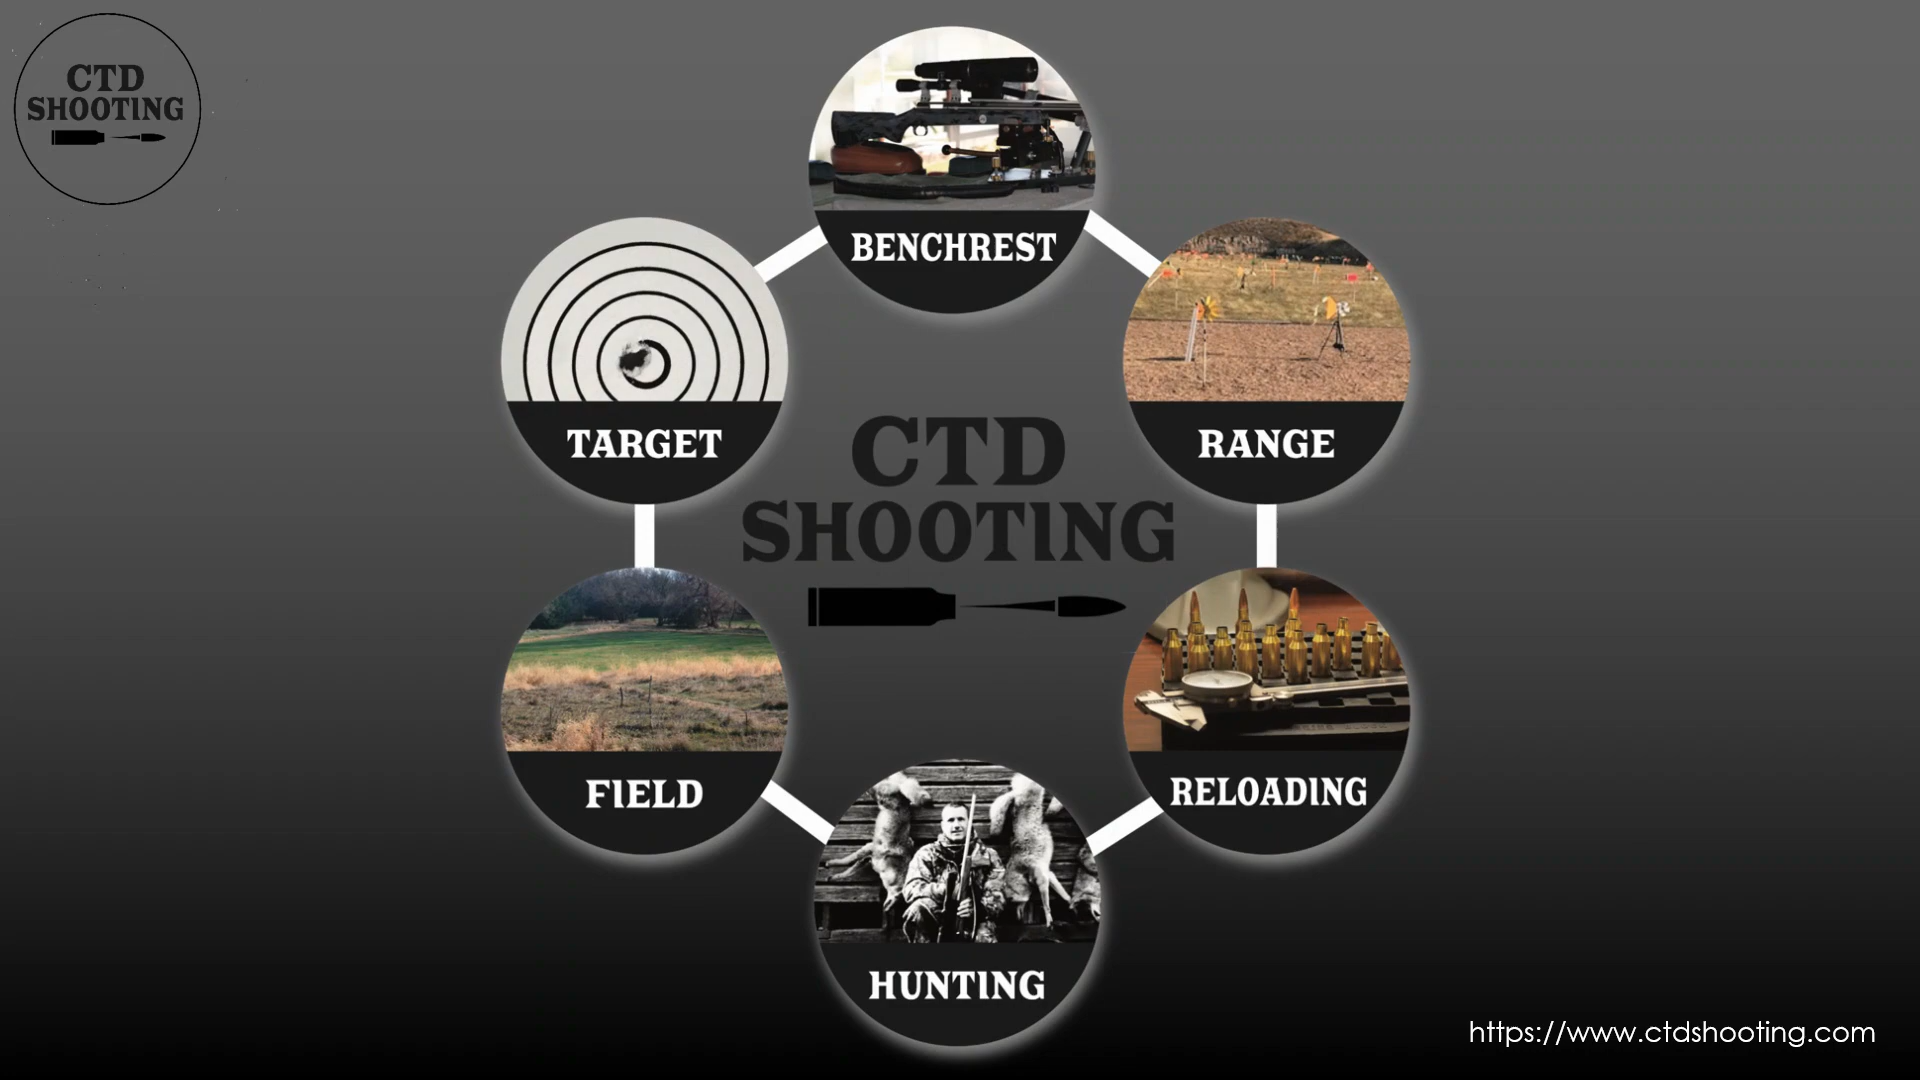 CTD
SHOOTING
BENCHREST
TARGET
RANGE
CTD
SHOOTING
FIELD
RELOADING
HUNTING
https://www.ctdshooting.com